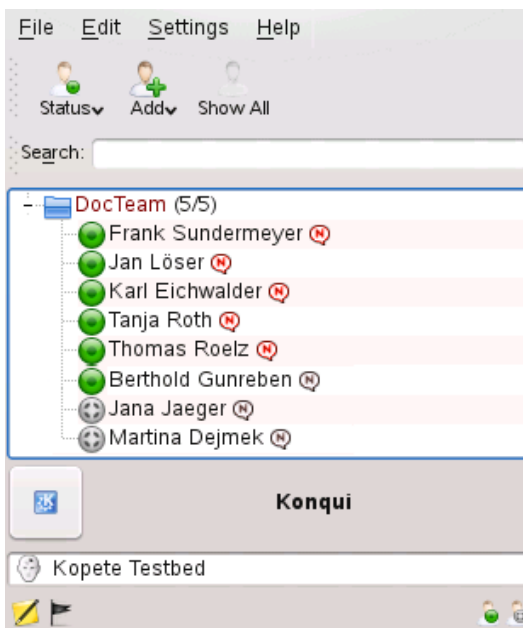 File Edit Settings Help
Status Add Show All
Search:
DocTeam (5/5)
Frank Sundermeyer
Jan Löser
Karl Eichwalder
Tanja Roth
Thomas Roelz
Berthold Gunreben
Jana Jaeger
Martina Dejmek
Konqui
Kopete Testbed